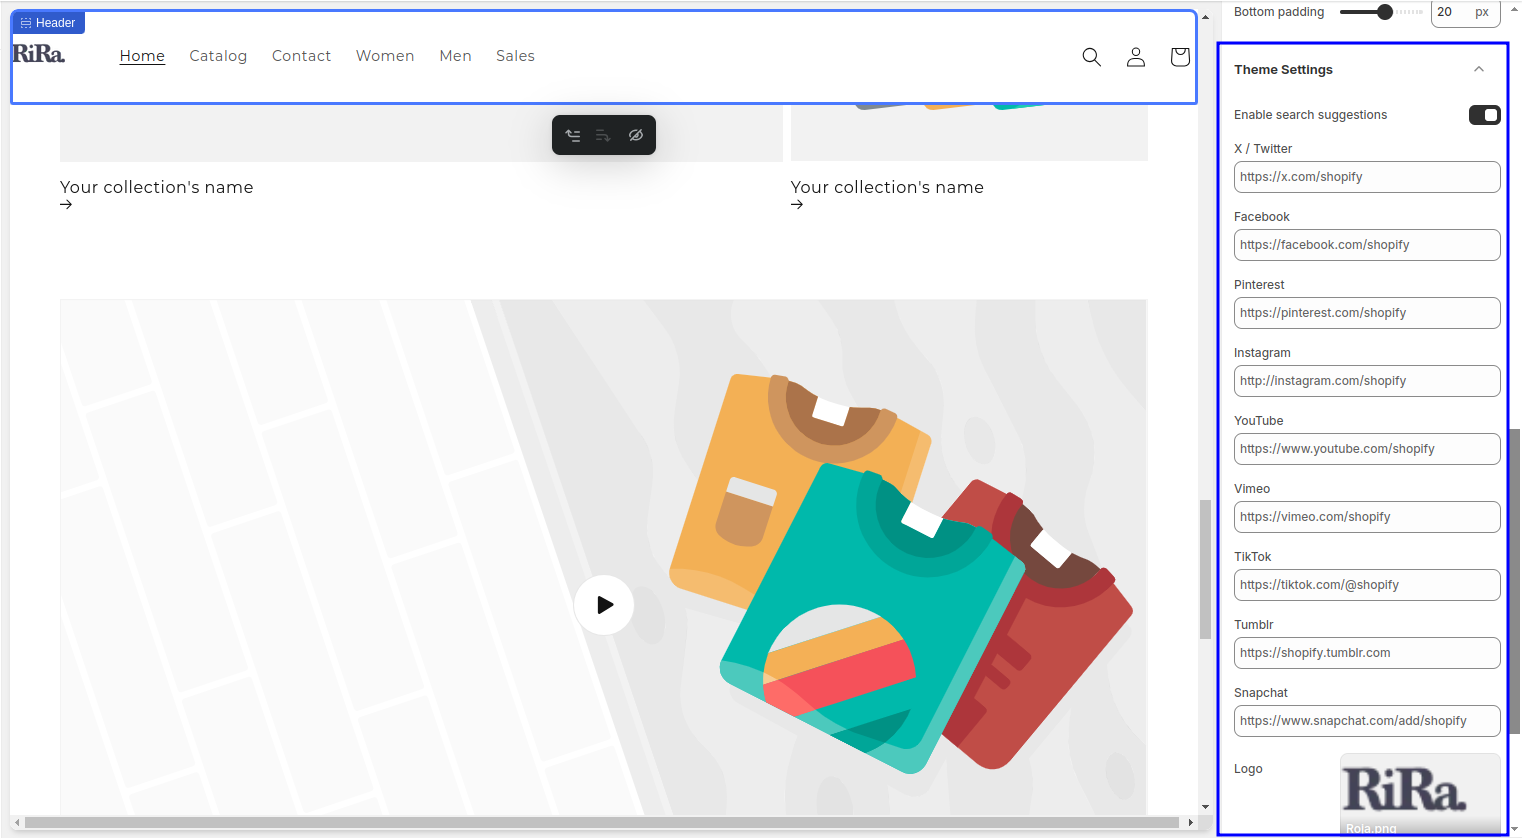 Header
RiRa.
Home Catalog Contact Women Men Sales
Your collection's name
Your collection's name
Bottom padding 20 px
Theme Settings
Enable search suggestions
X / Twitter
https://x.com/shopify
Facebook
https://facebook.com/shopify
Pinterest
https://pinterest.com/shopify
Instagram
http://instagram.com/shopify
YouTube
https://www.youtube.com/shopify
Vimeo
https://vimeo.com/shopify
TikTok
https://tiktok.com/@shopify
Tumblr
https://shopify.tumblr.com
Snapchat
https://www.snapchat.com/add/shopify
Logo
RiRa.
Roja.png